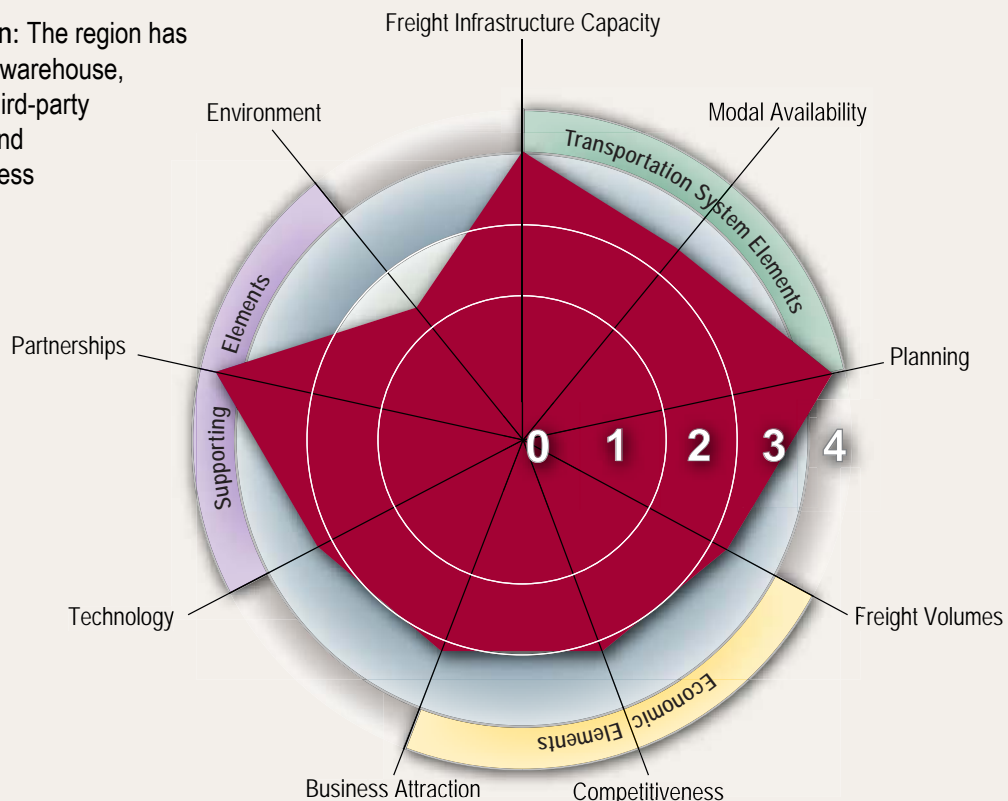 n: The region has
warehouse,
ird-party
nd
ess
Freight Infrastructure Capacity
Environment
Modal Availability
Transportation System Elements
Supporting Elements
Partnerships
Planning
0 1 2 3 4
Technology
Freight Volumes
Economic Elements
Business Attraction
Competitiveness